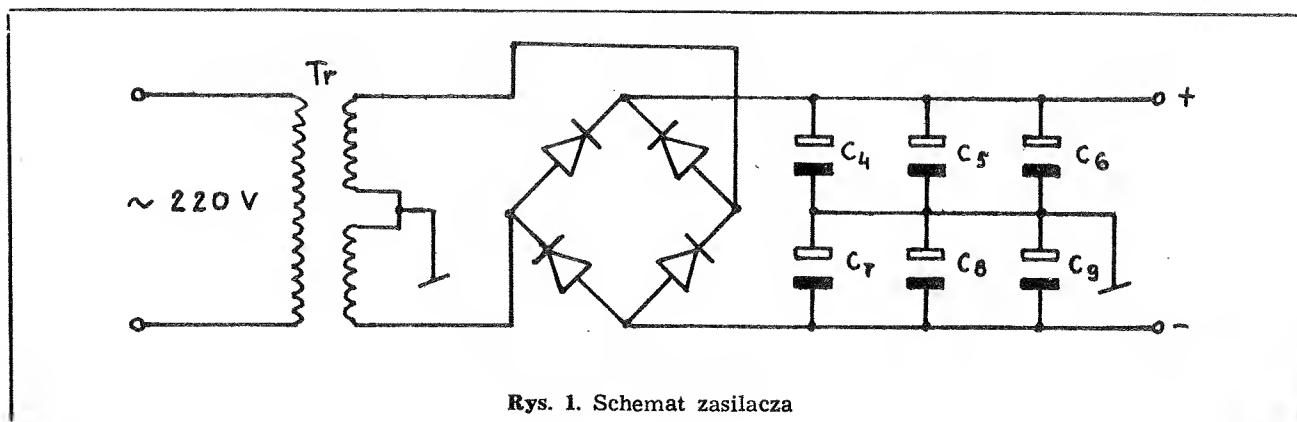 Tr
~ 220 V
C4 C5 C6
+
C7 C8 C9
-
Rys. 1. Schemat zasilacza